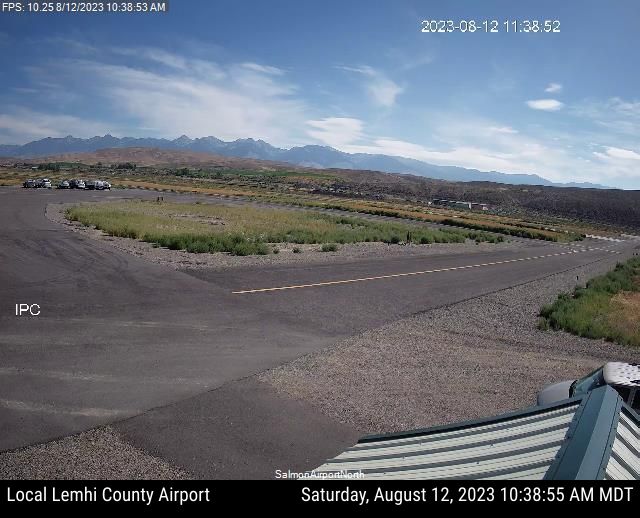 FPS: 10.25 8/12/2023 10:38:53 AM
2023-08-12 11:38:52
IPC
SalmonAirportNorth
Local Lemhi County Airport Saturday, August 12, 2023 10:38:55 AM MDT